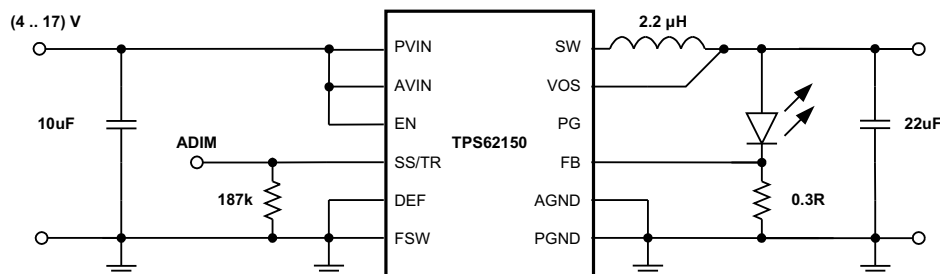 (4 .. 17) V
2.2 µH
PVIN
SW
AVIN
VOS
10uF
EN
PG
22uF
ADIM
TPS62150
SS/TR
FB
187k
DEF
AGND
0.3R
FSW
PGND